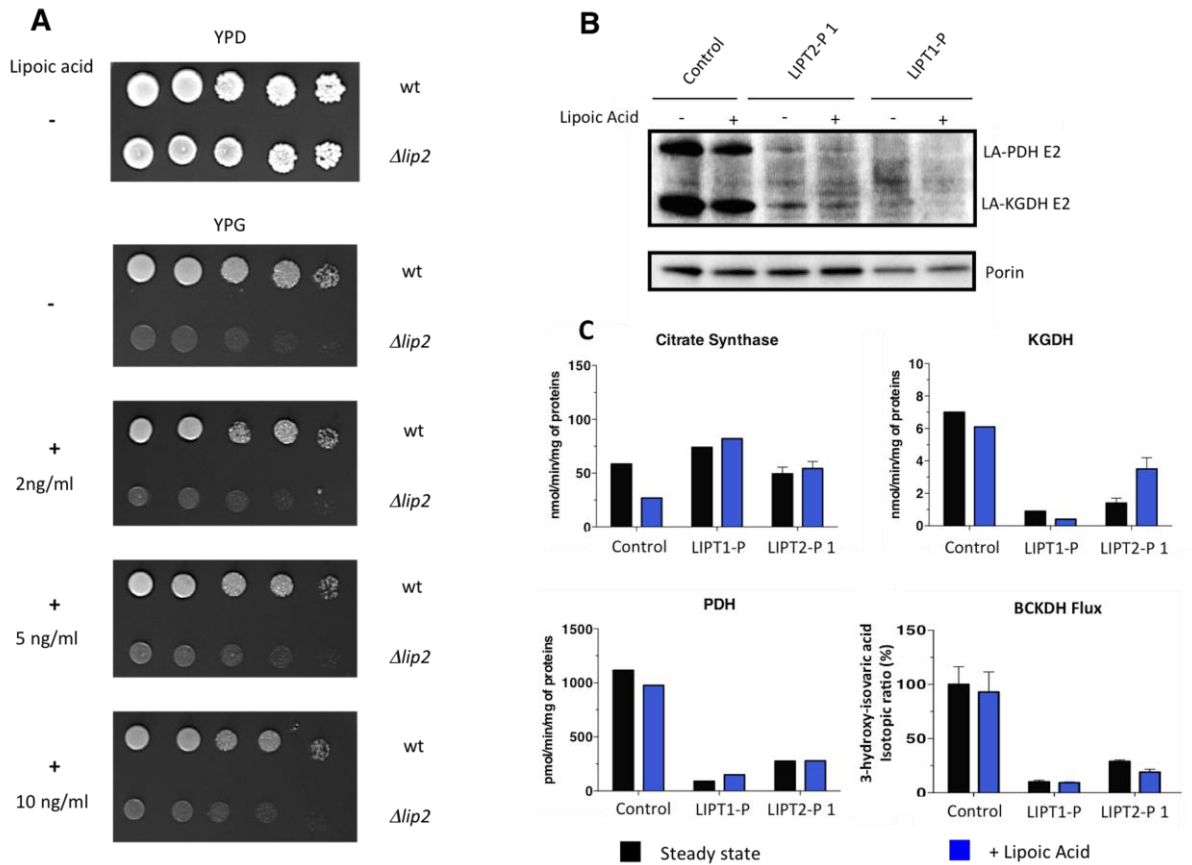 A
YPD
Lipoic acid
-
wt
Δlip2
YPG
-
wt
Δlip2
+
2ng/ml
wt
Δlip2
+
5 ng/ml
wt
Δlip2
+
10 ng/ml
wt
Δlip2
B
Control
LIPT2-P 1
LIPT1-P
Lipoic Acid - + - + - +
LA-PDH E2
LA-KGDH E2
Porin
C
Citrate Synthase
nmol/min/mg of proteins
150
100
50
0
Control LIPT1-P LIPT2-P 1
KGDH
nmol/min/mg of proteins
10
8
6
4
2
0
Control LIPT1-P LIPT2-P 1
PDH
pmol/min/mg of proteins
1500
1000
500
0
Control LIPT1-P LIPT2-P 1
BCKDH Flux
3-hydroxy-isovaric acid
Isotopic ratio (%)
150
100
50
25
0
Control LIPT1-P LIPT2-P 1
Steady state
+ Lipoic Acid